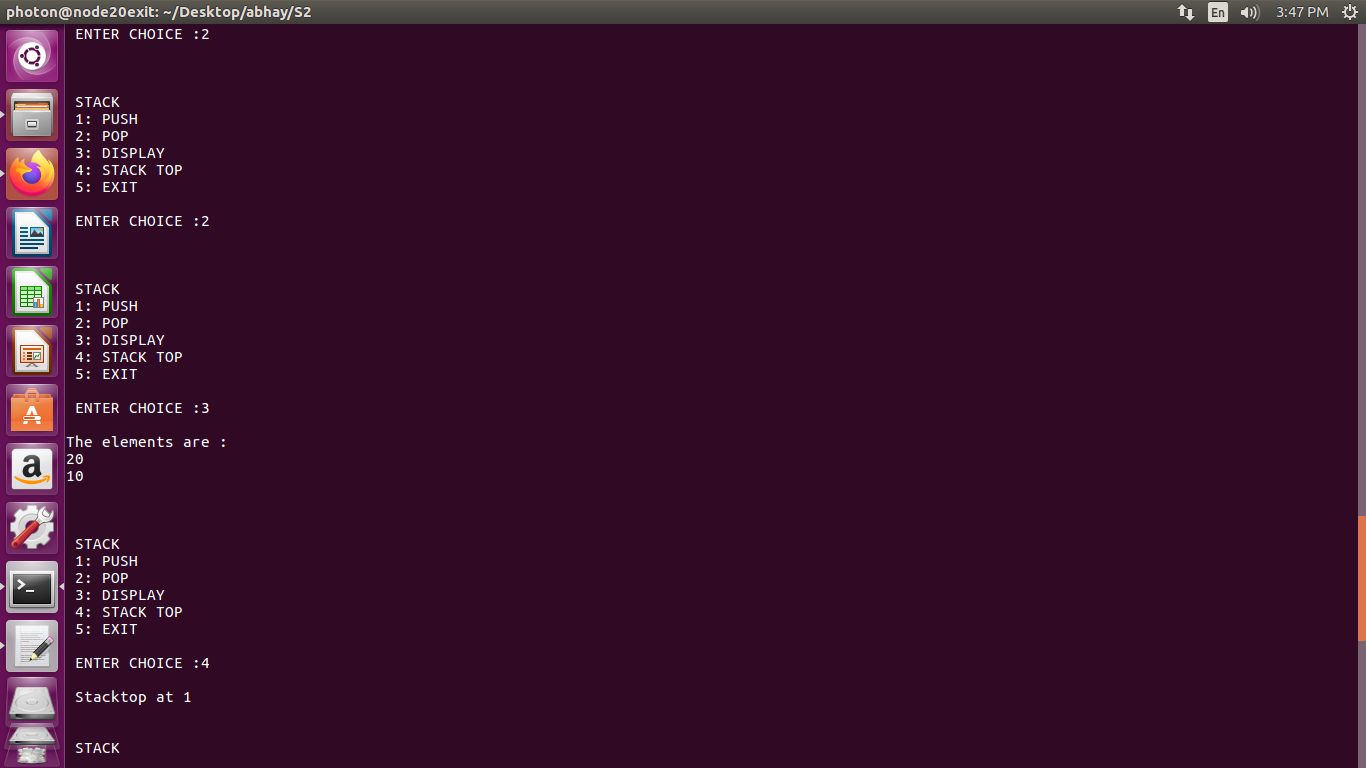 photon@node20exit: ~/Desktop/abhay/S2
En
3:47 PM
ENTER CHOICE :2
STACK
1: PUSH
2: POP
3: DISPLAY
4: STACK TOP
5: EXIT
ENTER CHOICE :2
STACK
1: PUSH
2: POP
3: DISPLAY
4: STACK TOP
5: EXIT
ENTER CHOICE :3
The elements are :
20
10
STACK
1: PUSH
2: POP
3: DISPLAY
4: STACK TOP
5: EXIT
ENTER CHOICE :4
Stacktop at 1
STACK